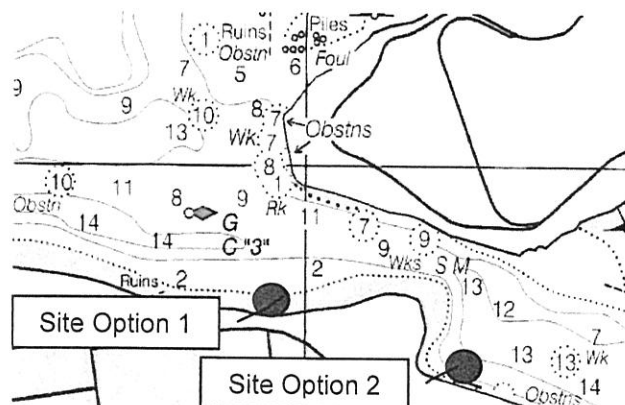 1 Ruins Piles
Obstn
7 5 6 Foul
9 9 Wk 10 8 7
Obstns
13 Wk 7
8
10 11 8 9 1
Rk
Obstn 11
14 G 7 9
14 C "3" 9
Wks S M
Ruins 2 2 13
12
Site Option 1
7
13 13 Wk
Site Option 2
14
Obstns